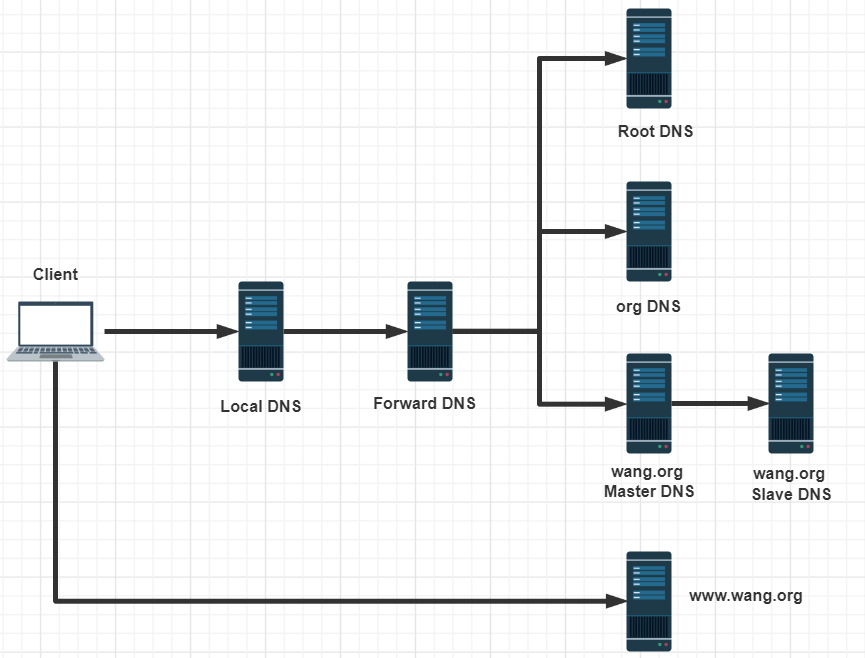 Root DNS
org DNS
Client
Local DNS
Forward DNS
wang.org
Master DNS
wang.org
Slave DNS
www.wang.org